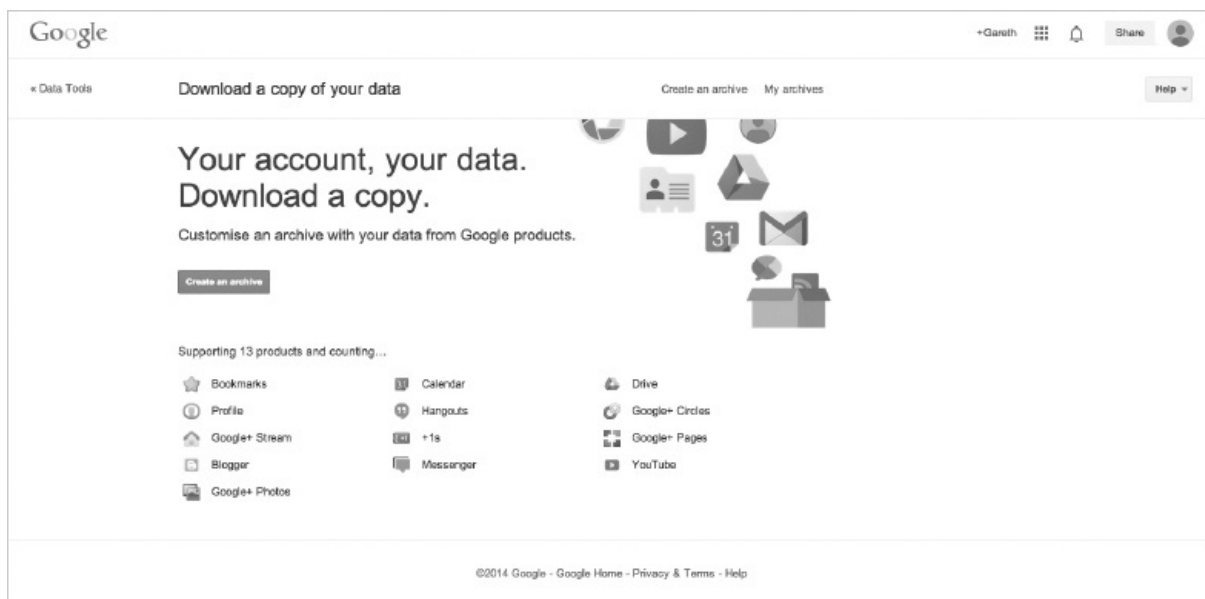 Google
+Gareth
Share
« Data Tools
Download a copy of your data
Create an archive
My archives
Help
Your account, your data.
Download a copy.
Customise an archive with your data from Google products.
31
Create an archive
Supporting 13 products and counting...
Bookmarks
Calendar
Drive
Profile
Hangouts
Google+ Circles
Google+ Stream
+1s
Google+ Pages
Blogger
Messenger
YouTube
Google+ Photos
©2014 Google - Google Home - Privacy & Terms - Help